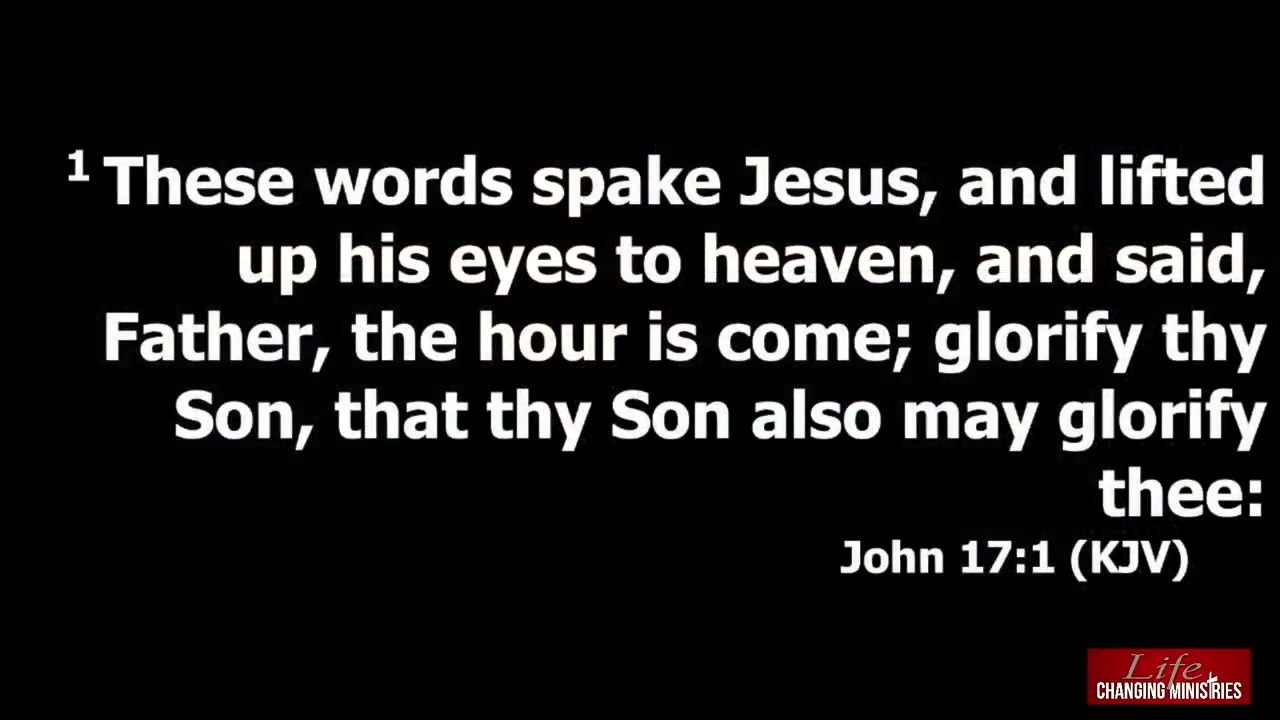 1 These words spake Jesus, and lifted
up his eyes to heaven, and said,
Father, the hour is come; glorify thy
Son, that thy Son also may glorify
thee:
John 17:1 (KJV)
Life
CHANGING MINISTRIES